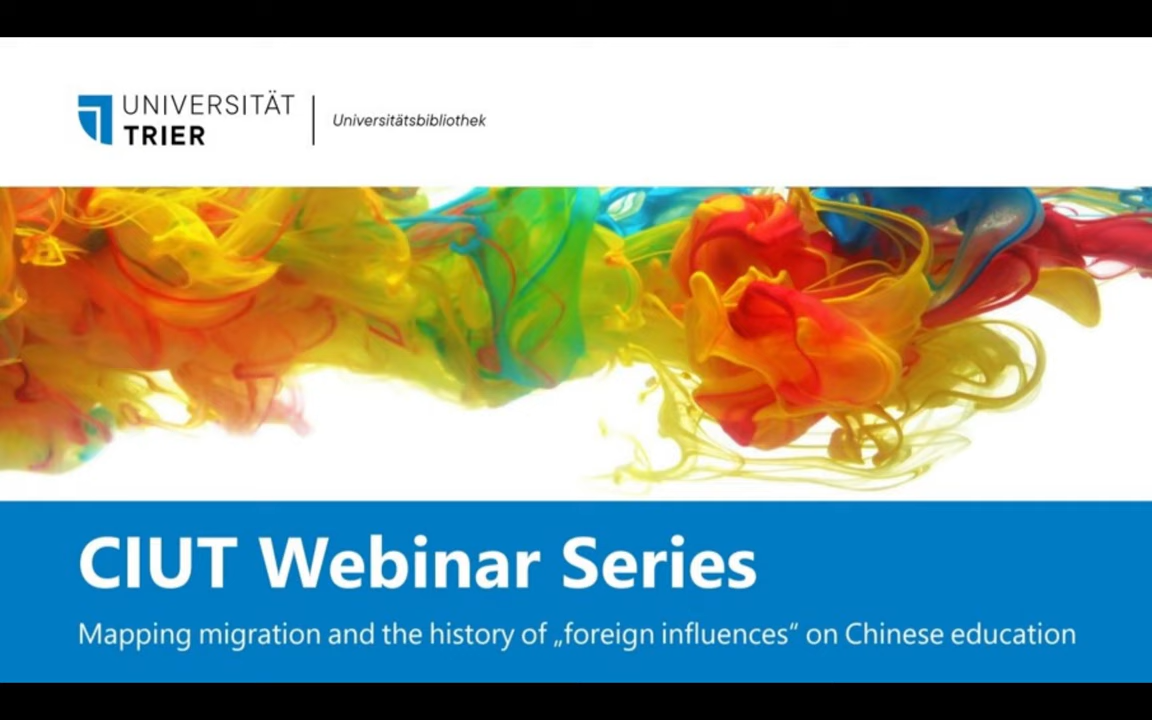 UNIVERSITÄT
TRIER
Universitätsbibliothek
CIUT Webinar Series
Mapping migration and the history of „foreign influences“ on Chinese education